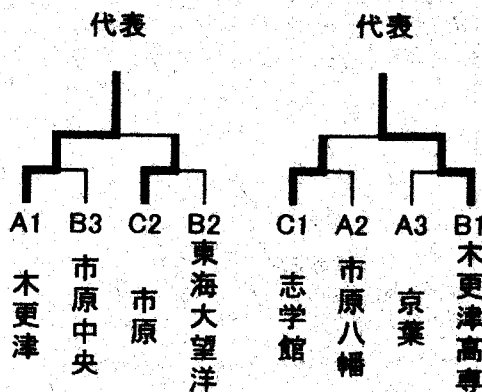 代表 代表
A1 B3 C2 B2 C1 A2 A3 B1
木更津
市原中央
市原
東海大望洋
志学館
市原八幡
京葉
木更津高専